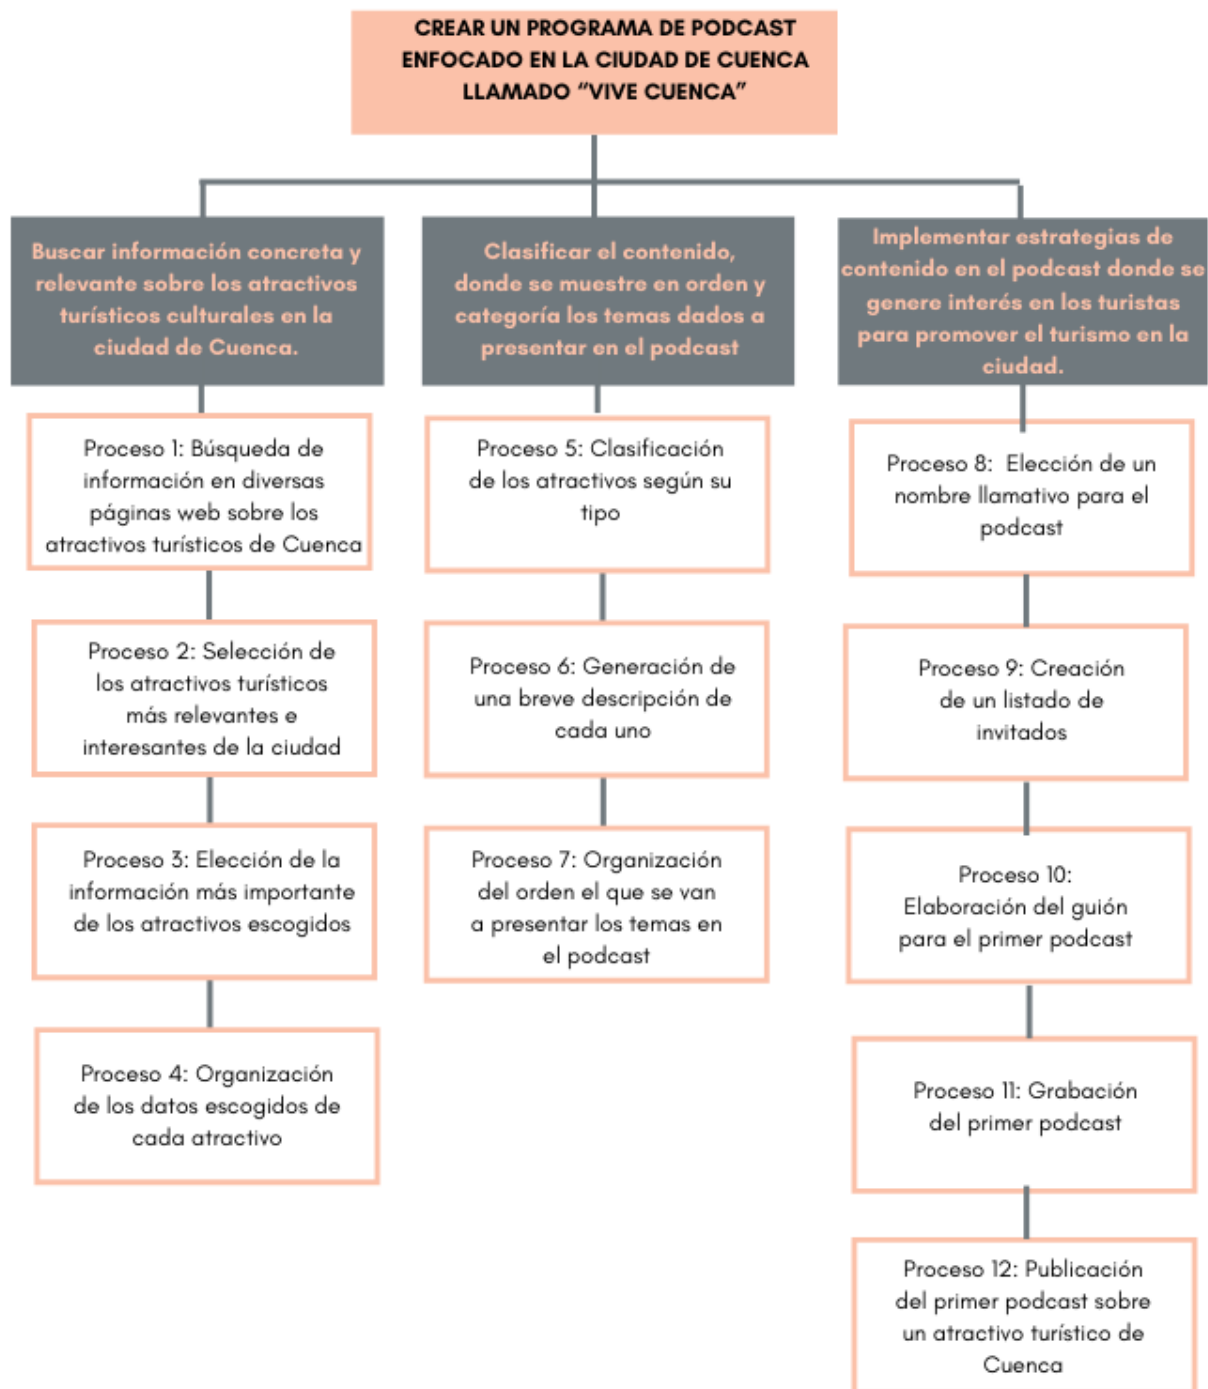 CREAR UN PROGRAMA DE PODCAST
ENFOCADO EN LA CIUDAD DE CUENCA
LLAMADO “VIVE CUENCA”
Buscar información concreta y
relevante sobre los atractivos
turísticos culturales en la
ciudad de Cuenca.
Proceso 1: Búsqueda de
información en diversas
páginas web sobre los
atractivos turísticos de Cuenca
Proceso 2: Selección de
los atractivos turísticos
más relevantes e
interesantes de la ciudad
Proceso 3: Elección de la
información más importante
de los atractivos escogidos
Proceso 4: Organización
de los datos escogidos de
cada atractivo
Clasificar el contenido,
donde se muestre en orden y
categoría los temas dados a
presentar en el podcast
Proceso 5: Clasificación
de los atractivos según su
tipo
Proceso 6: Generación de
una breve descripción de
cada uno
Proceso 7: Organización
del orden el que se van
a presentar los temas en
el podcast
Implementar estrategias de
contenido en el podcast donde se
genere interés en los turistas
para promover el turismo en la
ciudad.
Proceso 8: Elección de un
nombre llamativo para el
podcast
Proceso 9: Creación
de un listado de
invitados
Proceso 10:
Elaboración del guión
para el primer podcast
Proceso 11: Grabación
del primer podcast
Proceso 12: Publicación
del primer podcast sobre
un atractivo turístico de
Cuenca